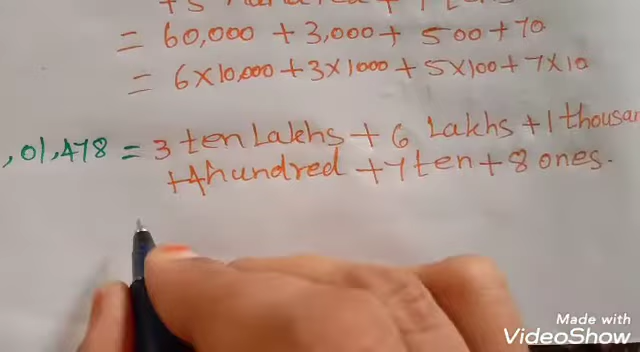 = 60,000 + 3,000 + 500 + 70
= 6×10,000 + 3×1000 + 5×100 + 7×10
,01,478 = 3 ten Lakhs + 6 Lakhs + 1 thousan
+4 hundred + 7 ten + 8 ones.
Made with
VideoShow